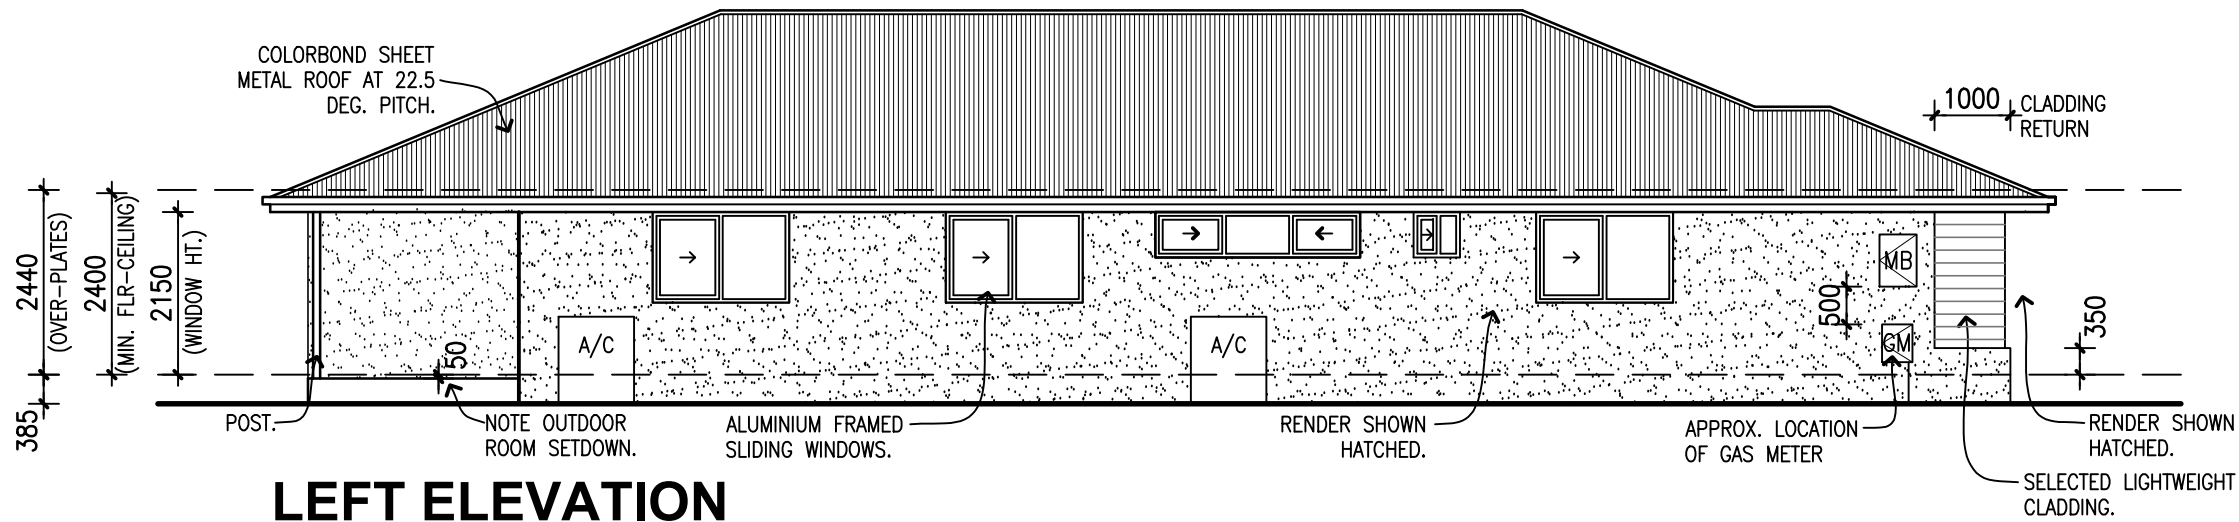 COLORBOND SHEET
METAL ROOF AT 22.5
DEG. PITCH.
1000
CLADDING
RETURN
2440
(OVER-PLATES)
2400
(MIN. FLR-CEILING)
2150
(WINDOW HT.)
385
50
A/C
A/C
MB
500
GM
350
POST.
NOTE OUTDOOR
ROOM SETDOWN.
ALUMINIUM FRAMED
SLIDING WINDOWS.
RENDER SHOWN
HATCHED.
APPROX. LOCATION
OF GAS METER
RENDER SHOWN
HATCHED.
SELECTED LIGHTWEIGHT
CLADDING.
LEFT ELEVATION